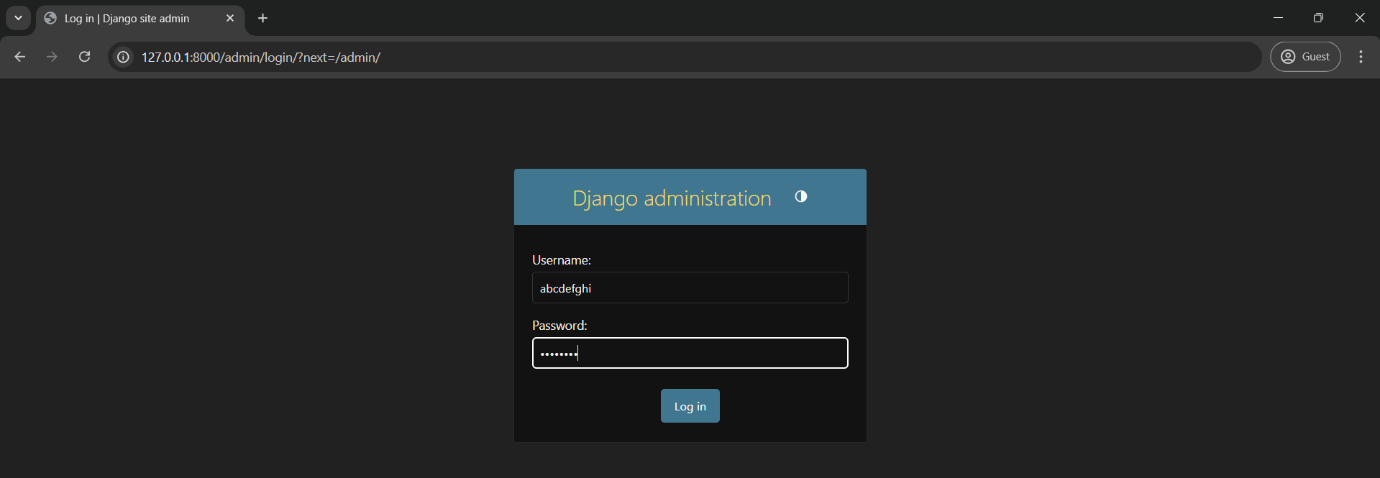 Log in | Django site admin
127.0.0.1:8000/admin/login/?next=/admin/
Guest
Django administration
Username:
abcdefghi
Password:
••••••••
Log in